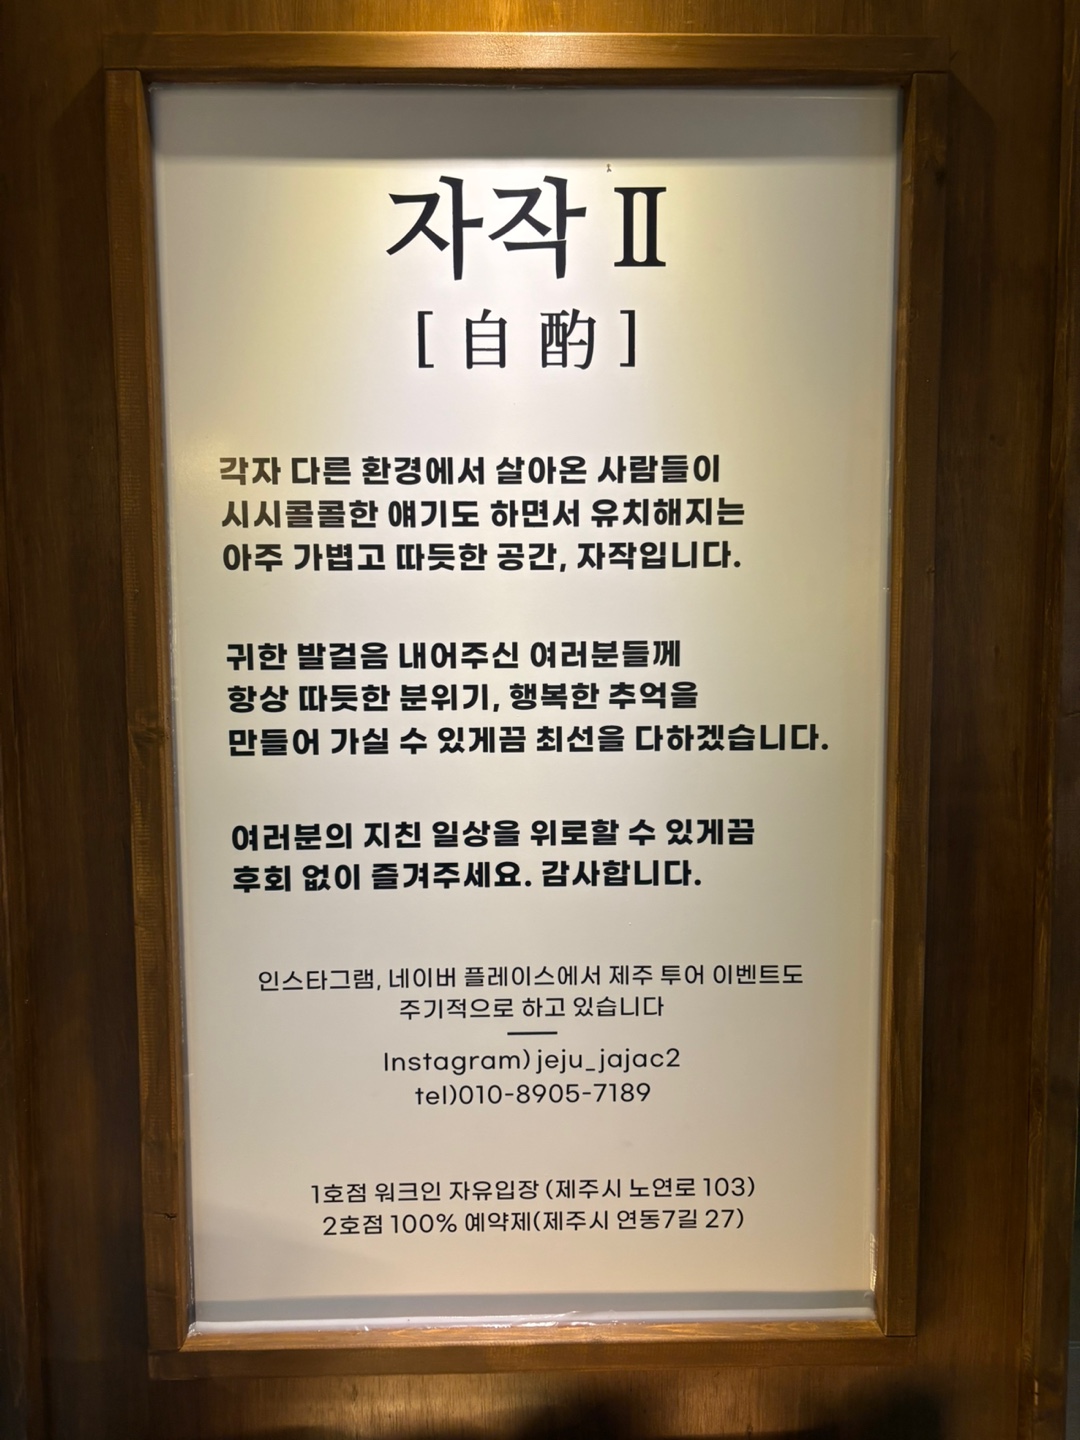 자작 Ⅱ
[ 自 酌 ]
각자 다른 환경에서 살아온 사람들이
시시콜콜한 얘기도 하면서 유치해지는
아주 가볍고 따듯한 공간, 자작입니다.
귀한 발걸음 내어주신 여러분들께
항상 따듯한 분위기, 행복한 추억을
만들어 가실 수 있게끔 최선을 다하겠습니다.
여러분의 지친 일상을 위로할 수 있게끔
후회 없이 즐겨주세요. 감사합니다.
인스타그램, 네이버 플레이스에서 제주 투어 이벤트도
주기적으로 하고 있습니다
Instagram) jeju_jajac2
tel)010-8905-7189
1호점 워크인 자유입장 (제주시 노연로 103)
2호점 100% 예약제(제주시 연동7길 27)